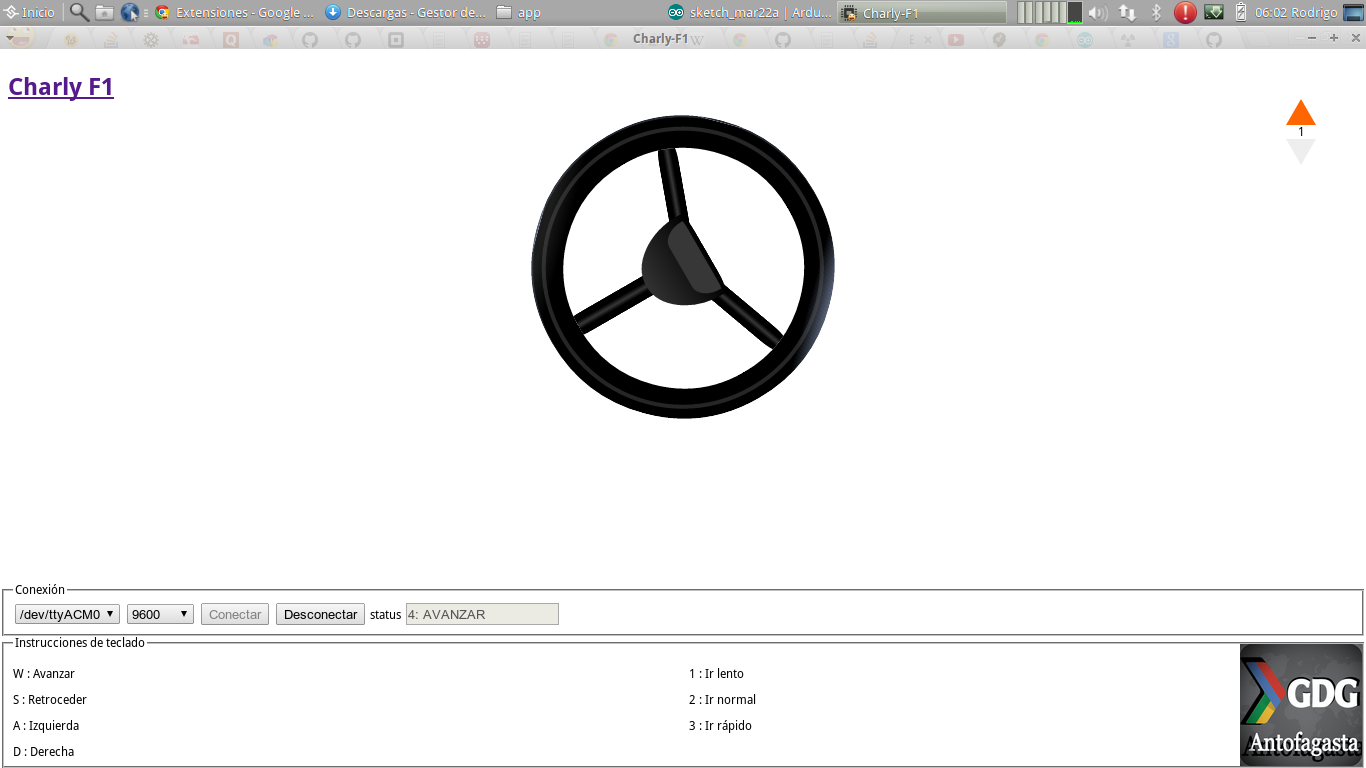 Inicio
Extensiones - Google ...
Descargas - Gestor de...
app
sketch_mar22a | Ardu...
Charly-F1
06:02 Rodrigo
Charly-F1
Charly F1
1
Conexión
/dev/ttyACM0
9600
Conectar
Desconectar
status
4: AVANZAR
Instrucciones de teclado
W : Avanzar
S : Retroceder
A : Izquierda
D : Derecha
1 : Ir lento
2 : Ir normal
3 : Ir rápido
GDG
Antofagasta